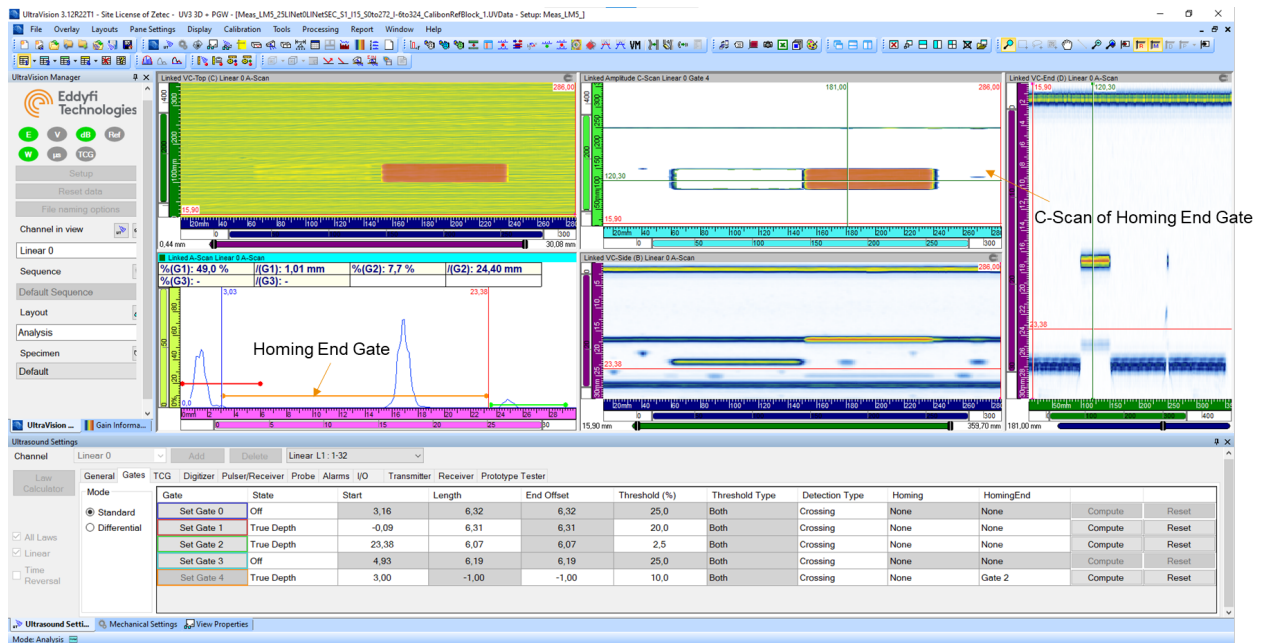 UltraVision 3.12R22T1 - Site License of Zetec - UV3 3D + PGW - [Meas_LM5_25LINet0LINetSEC_S1_I15_S0to272_I-6to324_CalibonRefBlock_1.UVData - Setup: Meas_LM5_]
File Overlay Layouts Pane Settings Display Calibration Tools Processing Report Window Help
UltraVision Manager
Eddyfi
Technologies
E V dB Ref
W µs TCG
Setup
Reset data
File naming options
Channel in view
Linear 0
Sequence
Default Sequence
Layout
Analysis
Specimen
Default
UltraVision ... Gain Informa...
Linked VC-Top (C) Linear 0 A-Scan
286,00
15,90
0,44 mm 30,08 mm
Linked Amplitude C-Scan Linear 0 Gate 4
181,00 286,00
120,30
15,90
Linked VC-End (D) Linear 0 A-Scan
15,90 120,30
23,38
181,00 mm
C-Scan of Homing End Gate
Linked A-Scan Linear 0 A-Scan
%(G1): 49,0 % /(G1): 1,01 mm %(G2): 7,7 % /(G2): 24,40 mm
%(G3): - /(G3): -
3,03 23,38
Homing End Gate
0,0
Linked VC-Side (B) Linear 0 A-Scan
286,00
23,38
15,90 mm 359,70 mm
Ultrasound Settings
Channel Linear 0 Add Delete Linear L1 : 1-32
Law Calculator
General Gates TCG Digitizer Pulser/Receiver Probe Alarms I/O Transmitter Receiver Prototype Tester
Mode
Standard
Differential
All Laws
Linear
Time Reversal
Gate State Start Length End Offset Threshold (%) Threshold Type Detection Type Homing HomingEnd
Set Gate 0 Off 3,16 6,32 6,32 25,0 Both Crossing None None Compute Reset
Set Gate 1 True Depth -0,09 6,31 6,31 20,0 Both Crossing None None Compute Reset
Set Gate 2 True Depth 23,38 6,07 6,07 2,5 Both Crossing None None Compute Reset
Set Gate 3 Off 4,93 6,19 6,19 25,0 Both Crossing None None Compute Reset
Set Gate 4 True Depth 3,00 -1,00 -1,00 10,0 Both Crossing None Gate 2 Compute Reset
Ultrasound Setti... Mechanical Settings View Properties
Mode: Analysis